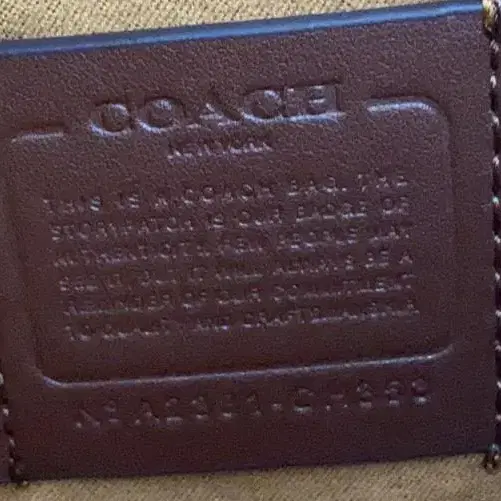 COACH
NEW YORK
THIS IS A COACH BAG. THE
STORYPATCH IS OUR BADGE OF
AUTHENTICITY. FEW PEOPLE MAY
SEE IT, BUT IT WILL ALWAYS BE A
REMINDER OF OUR COMMITMENT
TO QUALITY AND CRAFTSMANSHIP.